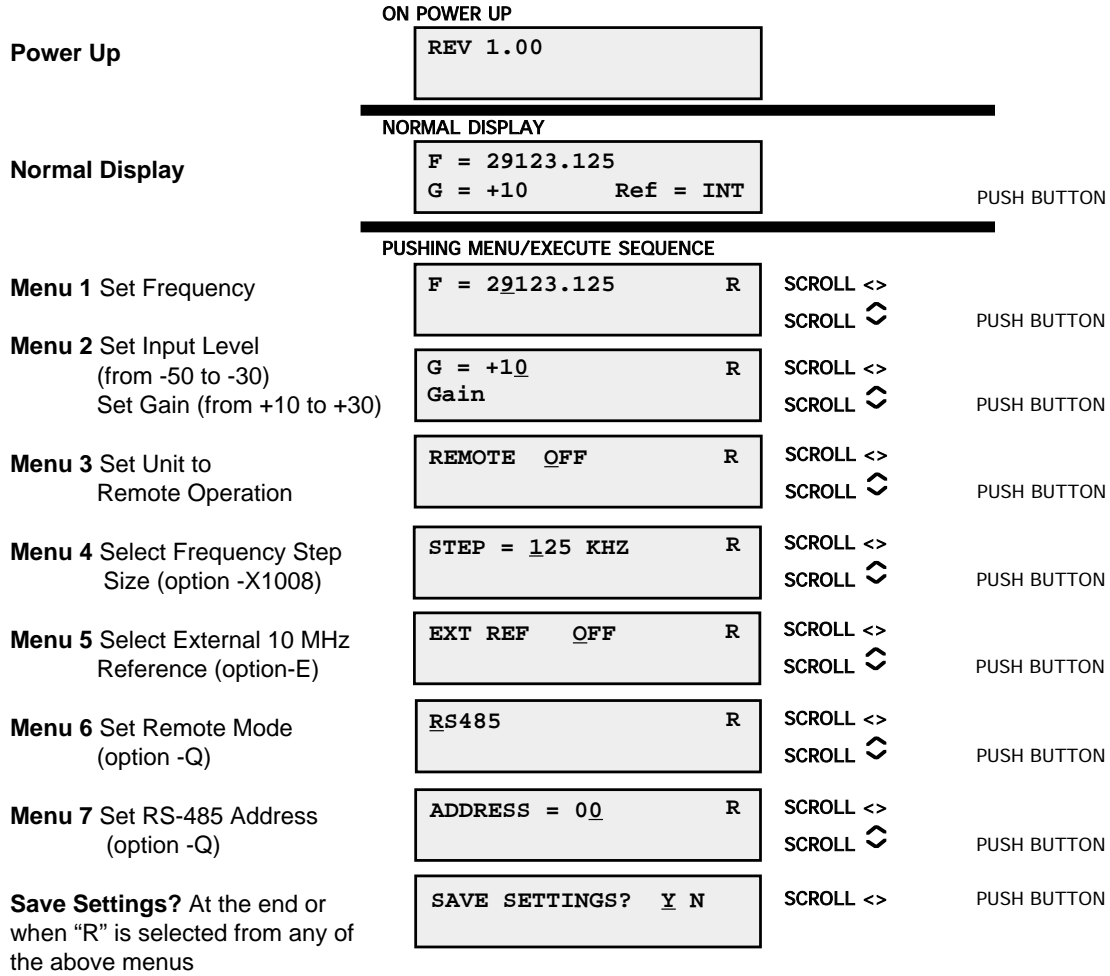 ON POWER UP
Power Up
REV 1.00
NORMAL DISPLAY
Normal Display
F = 29123.125
G = +10 Ref = INT
PUSH BUTTON
PUSHING MENU/EXECUTE SEQUENCE
Menu 1 Set Frequency
F = 29123.125 R
SCROLL <>
SCROLL
PUSH BUTTON
Menu 2 Set Input Level
(from -50 to -30)
Set Gain (from +10 to +30)
G = +10 R
Gain
SCROLL <>
SCROLL
PUSH BUTTON
Menu 3 Set Unit to
Remote Operation
REMOTE OFF R
SCROLL <>
SCROLL
PUSH BUTTON
Menu 4 Select Frequency Step
Size (option -X1008)
STEP = 125 KHZ R
SCROLL <>
SCROLL
PUSH BUTTON
Menu 5 Select External 10 MHz
Reference (option-E)
EXT REF OFF R
SCROLL <>
SCROLL
PUSH BUTTON
Menu 6 Set Remote Mode
(option -Q)
RS485 R
SCROLL <>
SCROLL
PUSH BUTTON
Menu 7 Set RS-485 Address
(option -Q)
ADDRESS = 00 R
SCROLL <>
SCROLL
PUSH BUTTON
Save Settings? At the end or
when “R” is selected from any of
the above menus
SAVE SETTINGS? Y N
SCROLL <>
PUSH BUTTON